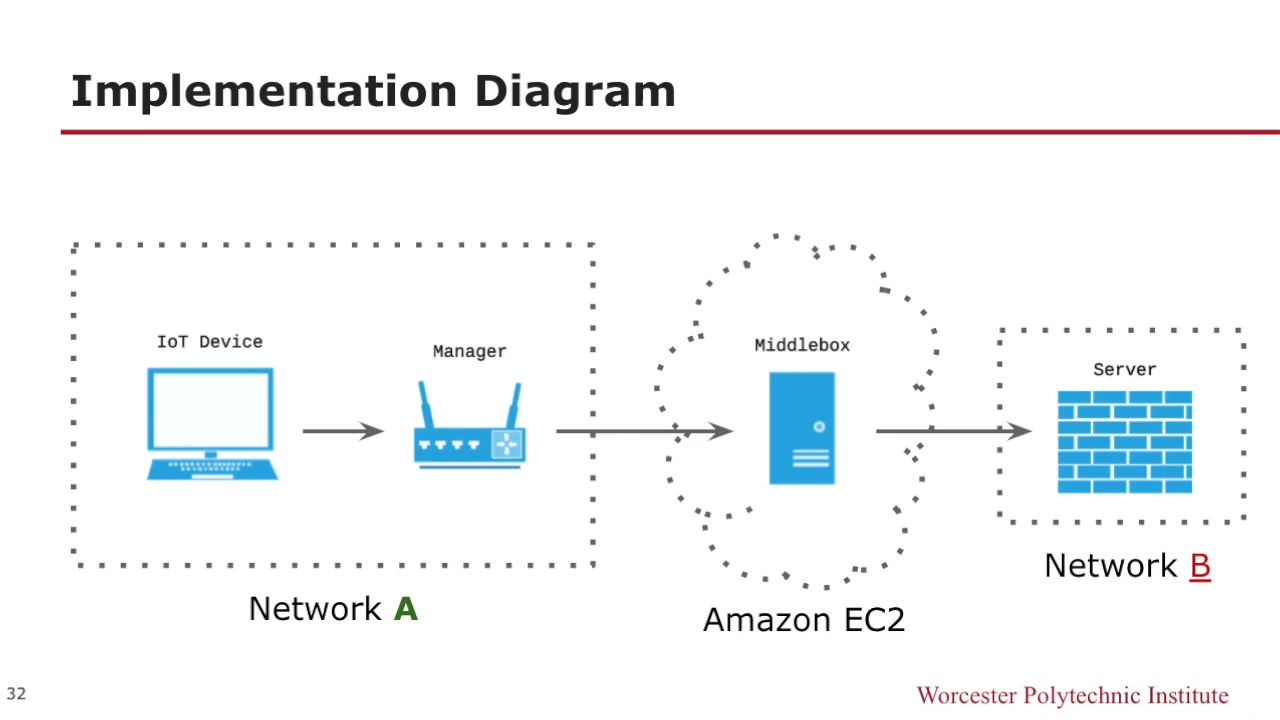 Implementation Diagram
IoT Device
Manager
Middlebox
Server
Network A
Amazon EC2
Network B
32
Worcester Polytechnic Institute